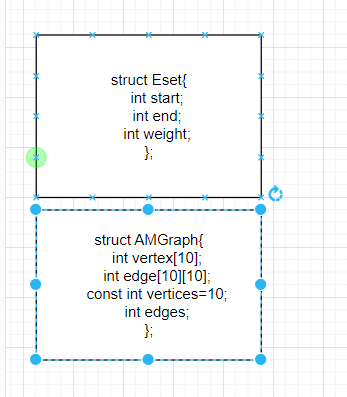 struct Eset{
int start;
int end;
int weight;
};
struct AMGraph{
int vertex[10];
int edge[10][10];
const int vertices=10;
int edges;
};